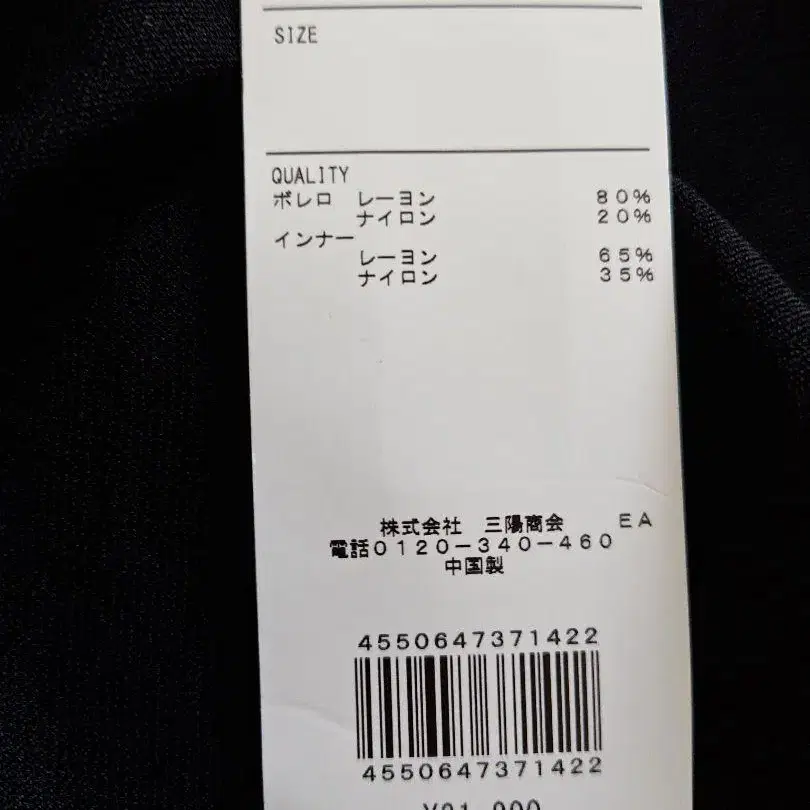 SIZE
QUALITY
ボレロ　レーヨン　８０％
ナイロン　２０％
インナー
レーヨン　６５％
ナイロン　３５％
株式会社　三陽商会　ＥＡ
電話０１２０－３４０－４６０
中国製
4550647371422
4550647371422